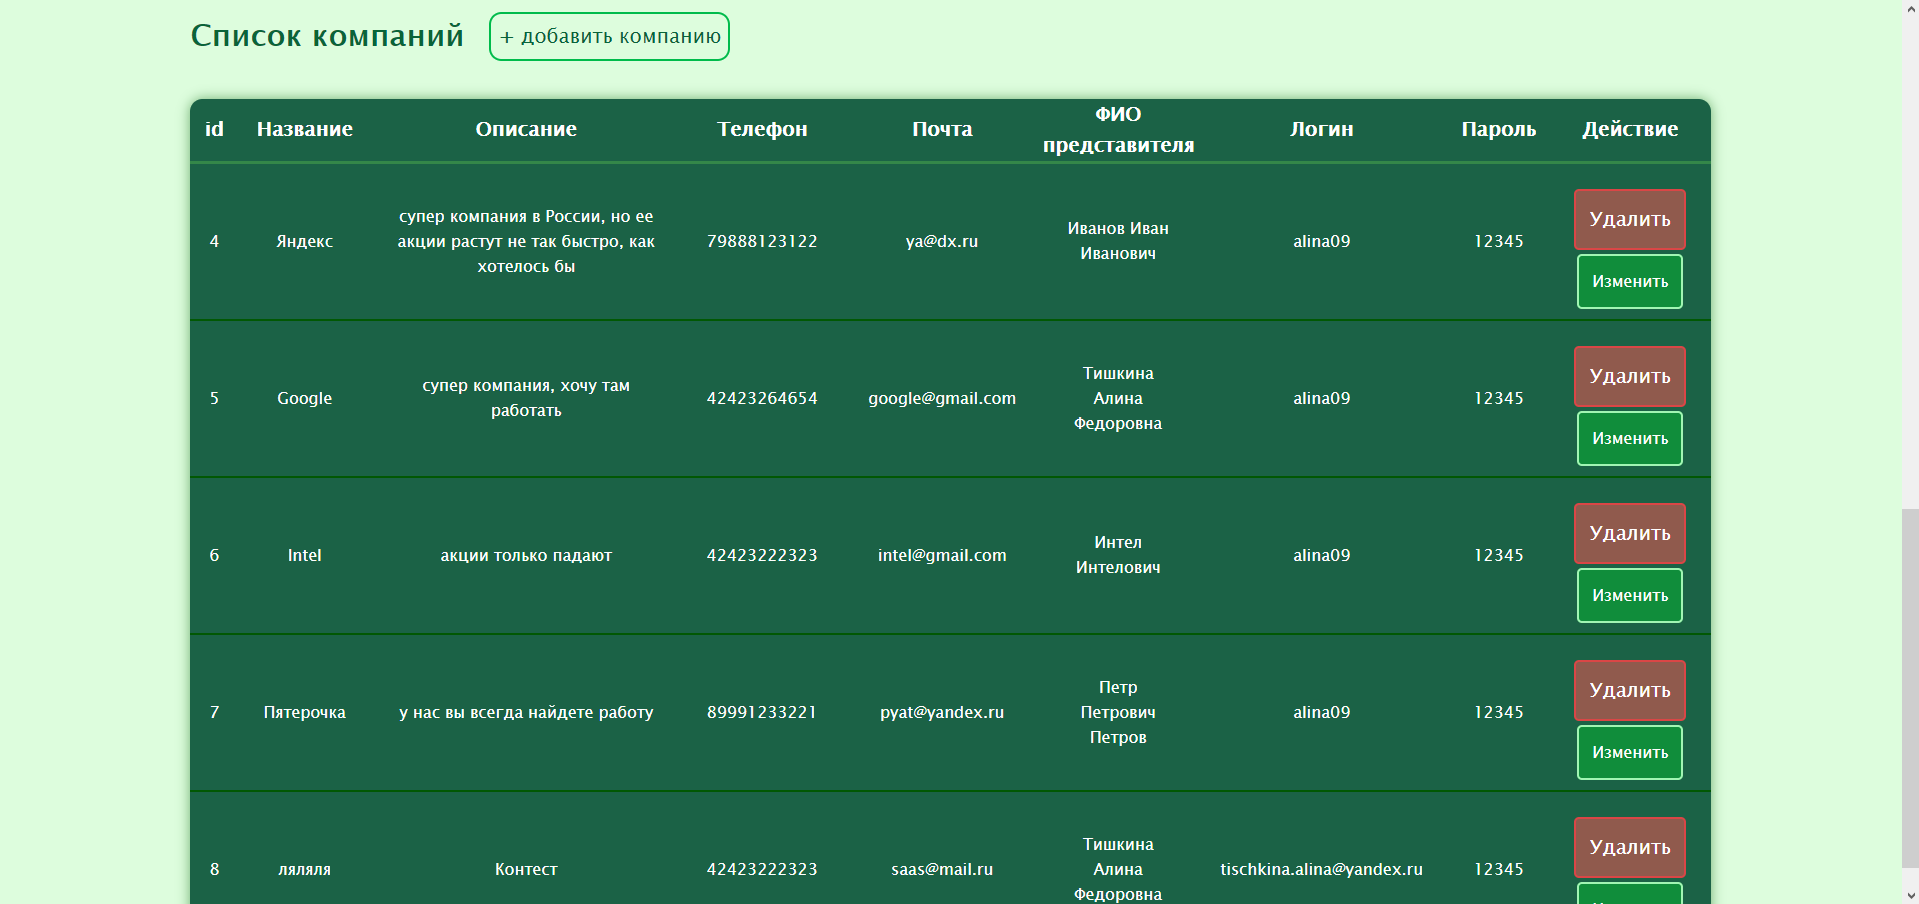 Список компаний
+ добавить компанию
id Название Описание Телефон Почта ФИО представителя Логин Пароль Действие
4 Яндекс супер компания в России, но ее акции растут не так быстро, как хотелось бы 79888123122 ya@dx.ru Иванов Иван Иванович alina09 12345 Удалить Изменить
5 Google супер компания, хочу там работать 42423264654 google@gmail.com Тишкина Алина Федоровна alina09 12345 Удалить Изменить
6 Intel акции только падают 42423222323 intel@gmail.com Интел Интелович alina09 12345 Удалить Изменить
7 Пятерочка у нас вы всегда найдете работу 89991233221 pyat@yandex.ru Петр Петрович Петров alina09 12345 Удалить Изменить
8 ляляля Контест 42423222323 saas@mail.ru Тишкина Алина Федоровна tischkina.alina@yandex.ru 12345 Удалить